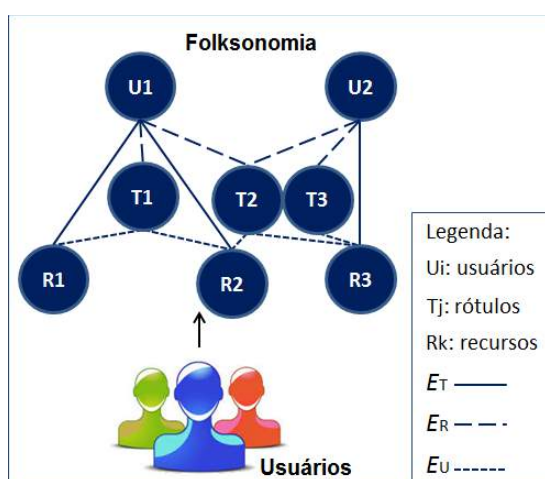 Folksonomia
U1 U2
T1 T2 T3
R1 R2 R3
Usuários
Legenda:
Ui: usuários
Tj: rótulos
Rk: recursos
ET
ER
EU